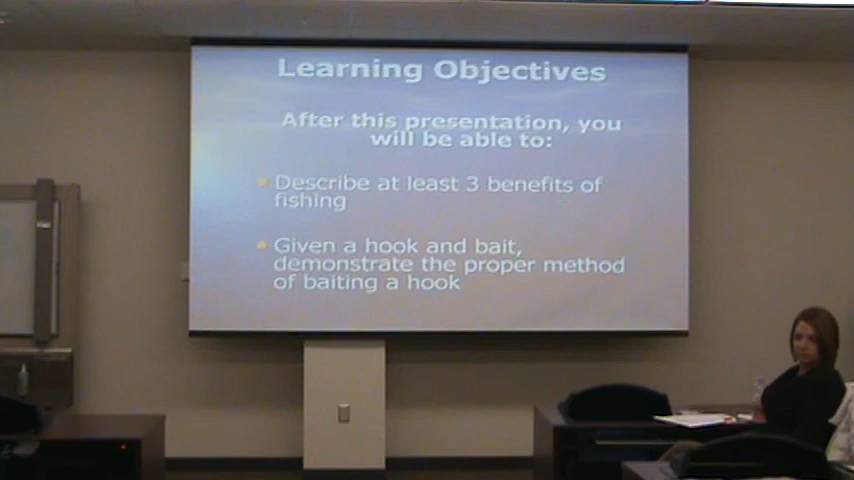 Learning Objectives
After this presentation, you
will be able to:
Describe at least 3 benefits of
fishing
Given a hook and bait,
demonstrate the proper method
of baiting a hook